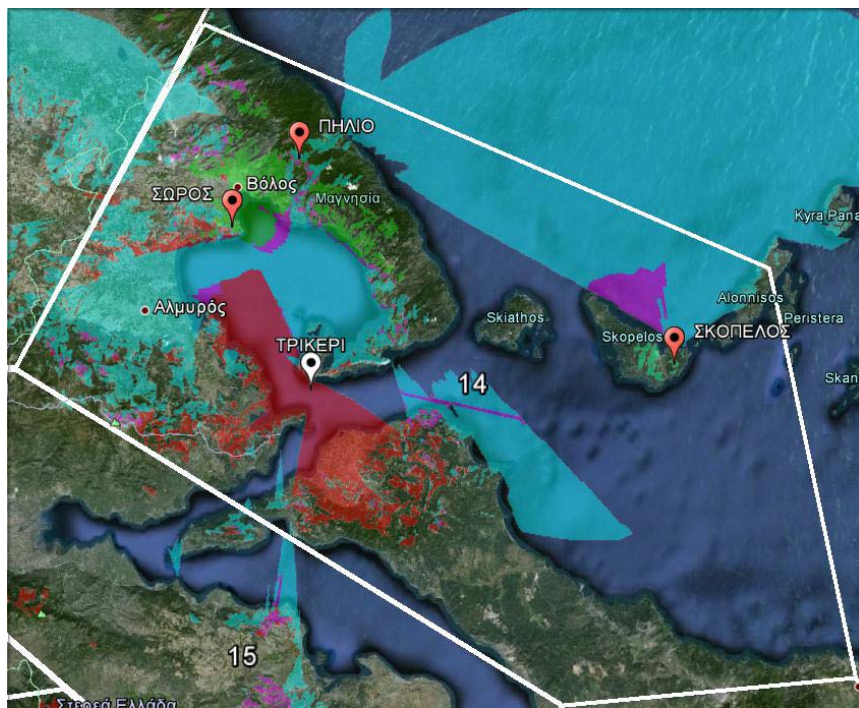 ΠΗΛΙΟ
Βόλος
ΣΩΡΟΣ
Μαγνησία
Kyra Pana
Αλμυρός
Alonnisos
Skiathos
Peristera
Skopelos
ΣΚΟΠΕΛΟΣ
ΤΡΙΚΕΡΙ
14
Skan
15
Στερεά Ελλάδα